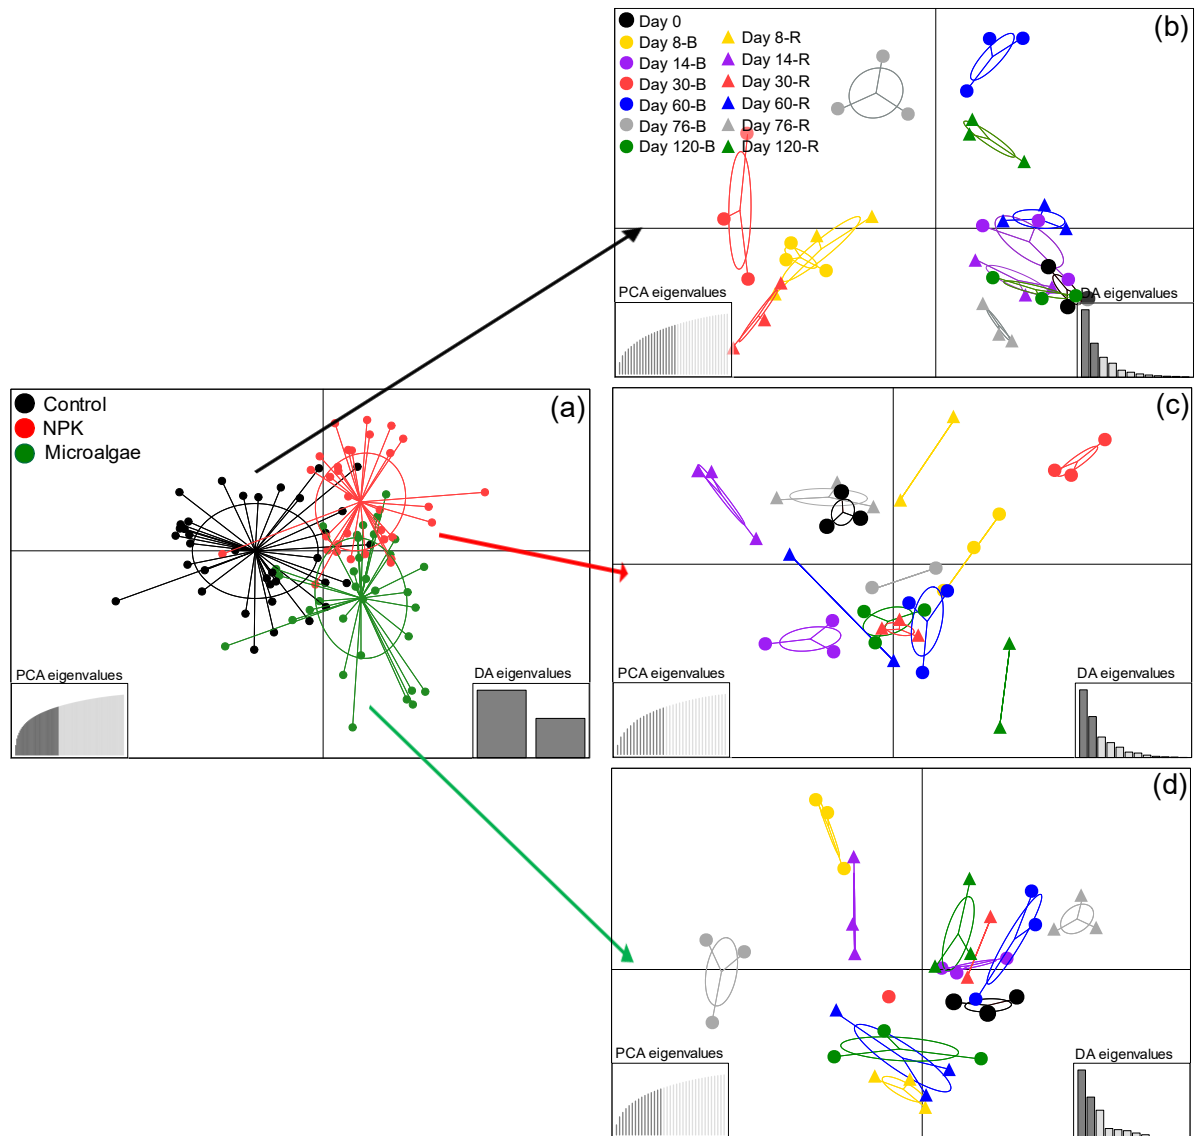 (b)
Day 0
Day 8-B
Day 8-R
Day 14-B
Day 14-R
Day 30-B
Day 30-R
Day 60-B
Day 60-R
Day 76-B
Day 76-R
Day 120-B
Day 120-R
PCA eigenvalues
DA eigenvalues
(a)
Control
NPK
Microalgae
PCA eigenvalues
DA eigenvalues
(c)
PCA eigenvalues
DA eigenvalues
(d)
PCA eigenvalues
DA eigenvalues